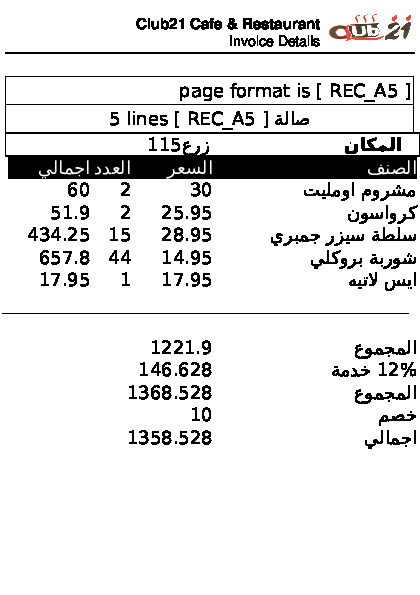 Club21 Cafe & Restaurant
Club 21
Invoice Details
page format is [ REC_A5 ]
صالة [ REC_A5 ] 5 lines
المكان زرع115
الصنف السعر العدد اجمالي
مشروم اومليت 30 2 60
كرواسون 25.95 2 51.9
سلطة سيزر جمبري 28.95 15 434.25
شوربة بروكلي 14.95 44 657.8
ايس لاتيه 17.95 1 17.95
المجموع 1221.9
12% خدمة 146.628
المجموع 1368.528
خصم 10
اجمالي 1358.528